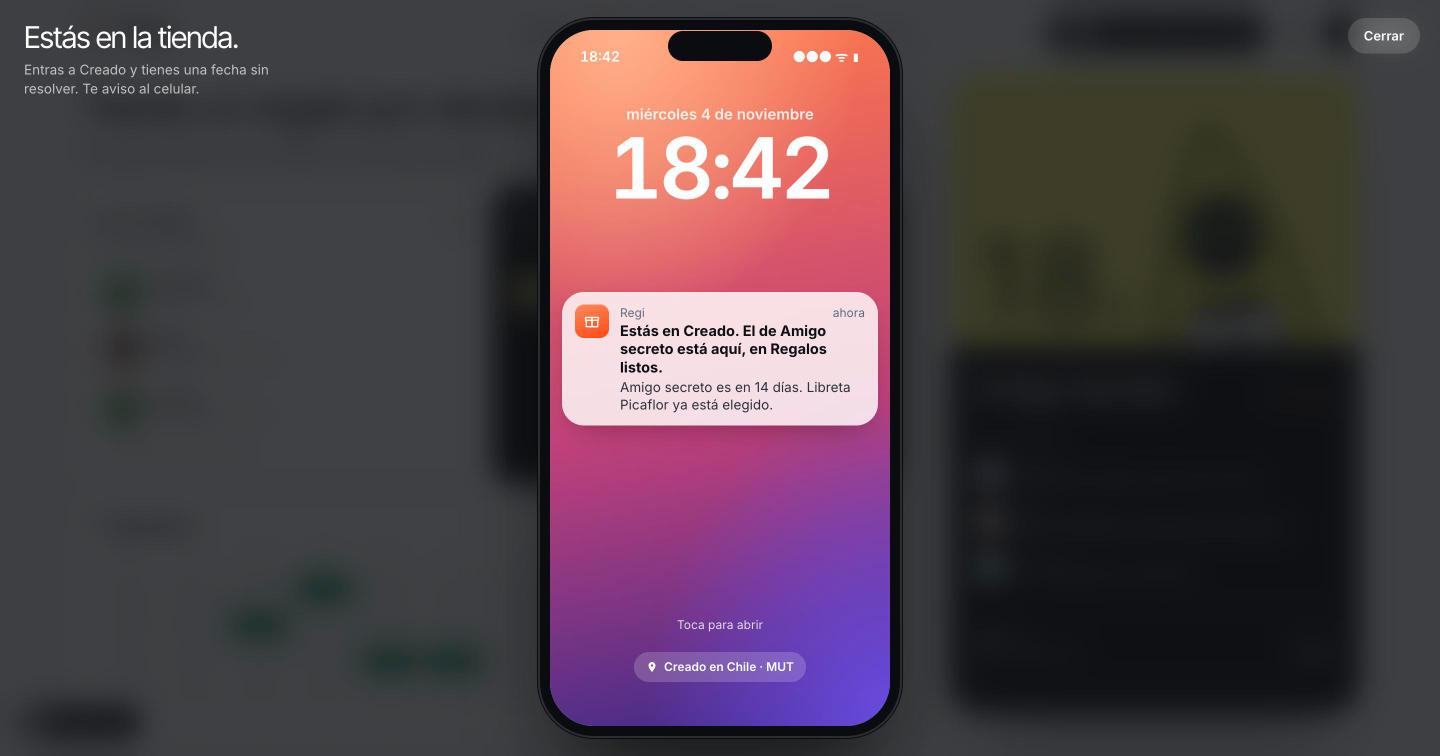 Estás en la tienda.
Entras a Creado y tienes una fecha sin
resolver. Te aviso al celular.
Cerrar
18:42
miércoles 4 de noviembre
18:42
Regi
ahora
Estás en Creado. El de Amigo
secreto está aquí, en Regalos
listos.
Amigo secreto es en 14 días. Libreta
Picaflor ya está elegido.
Toca para abrir
Creado en Chile · MUT